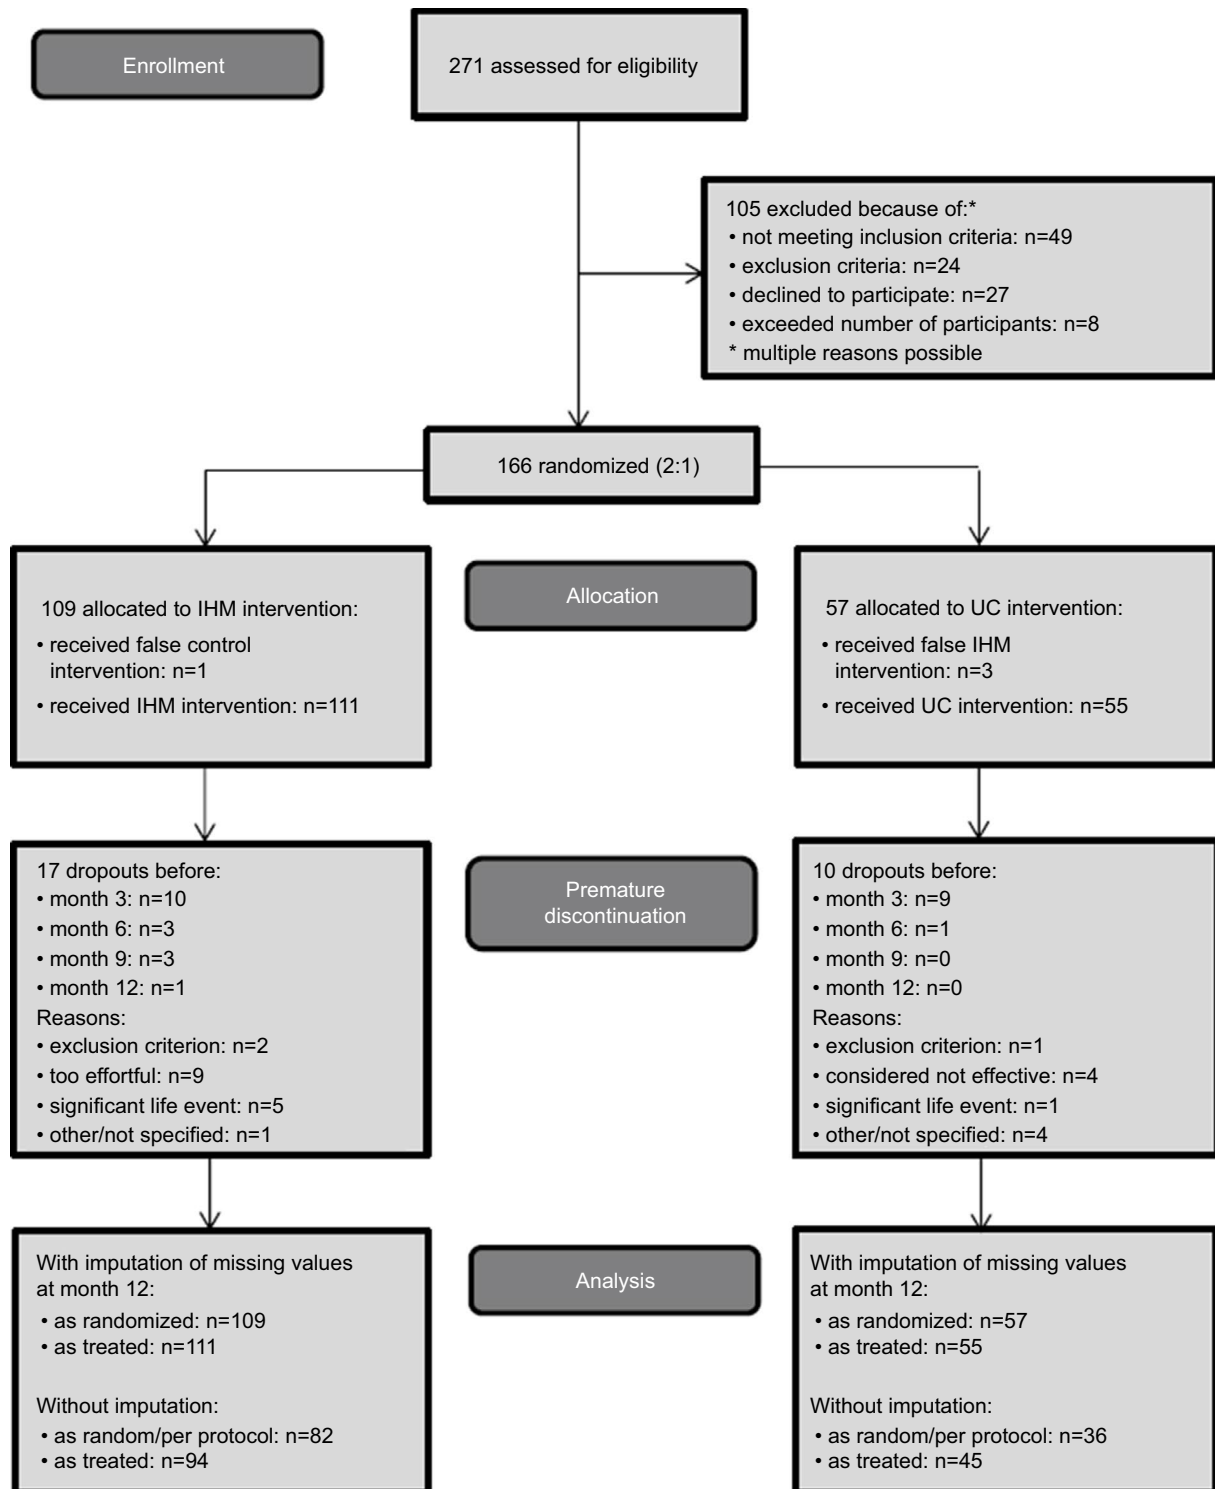 Enrollment
271 assessed for eligibility
105 excluded because of:*
• not meeting inclusion criteria: n=49
• exclusion criteria: n=24
• declined to participate: n=27
• exceeded number of participants: n=8
* multiple reasons possible
166 randomized (2:1)
109 allocated to IHM intervention:
• received false control
intervention: n=1
• received IHM intervention: n=111
Allocation
57 allocated to UC intervention:
• received false IHM
intervention: n=3
• received UC intervention: n=55
17 dropouts before:
• month 3: n=10
• month 6: n=3
• month 9: n=3
• month 12: n=1
Reasons:
• exclusion criterion: n=2
• too effortful: n=9
• significant life event: n=5
• other/not specified: n=1
Premature
discontinuation
10 dropouts before:
• month 3: n=9
• month 6: n=1
• month 9: n=0
• month 12: n=0
Reasons:
• exclusion criterion: n=1
• considered not effective: n=4
• significant life event: n=1
• other/not specified: n=4
With imputation of missing values
at month 12:
• as randomized: n=109
• as treated: n=111
Without imputation:
• as random/per protocol: n=82
• as treated: n=94
Analysis
With imputation of missing values
at month 12:
• as randomized: n=57
• as treated: n=55
Without imputation:
• as random/per protocol: n=36
• as treated: n=45